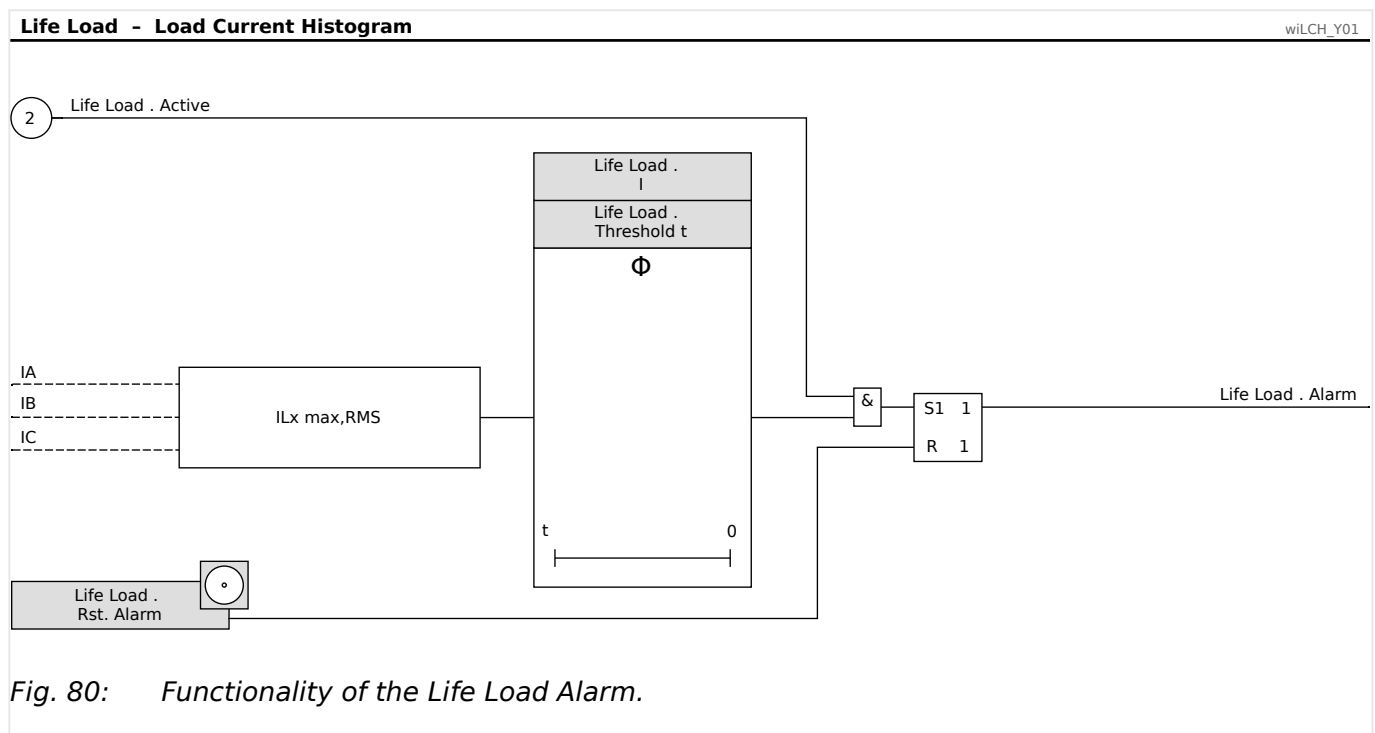 Life Load – Load Current Histogram
wiLCH_Y01
2
Life Load . Active
Life Load .
I
Life Load .
Threshold t
Φ
IA
IB
IC
ILx max,RMS
&
S1 1
R 1
Life Load . Alarm
t 0
Life Load .
Rst. Alarm
Fig. 80: Functionality of the Life Load Alarm.